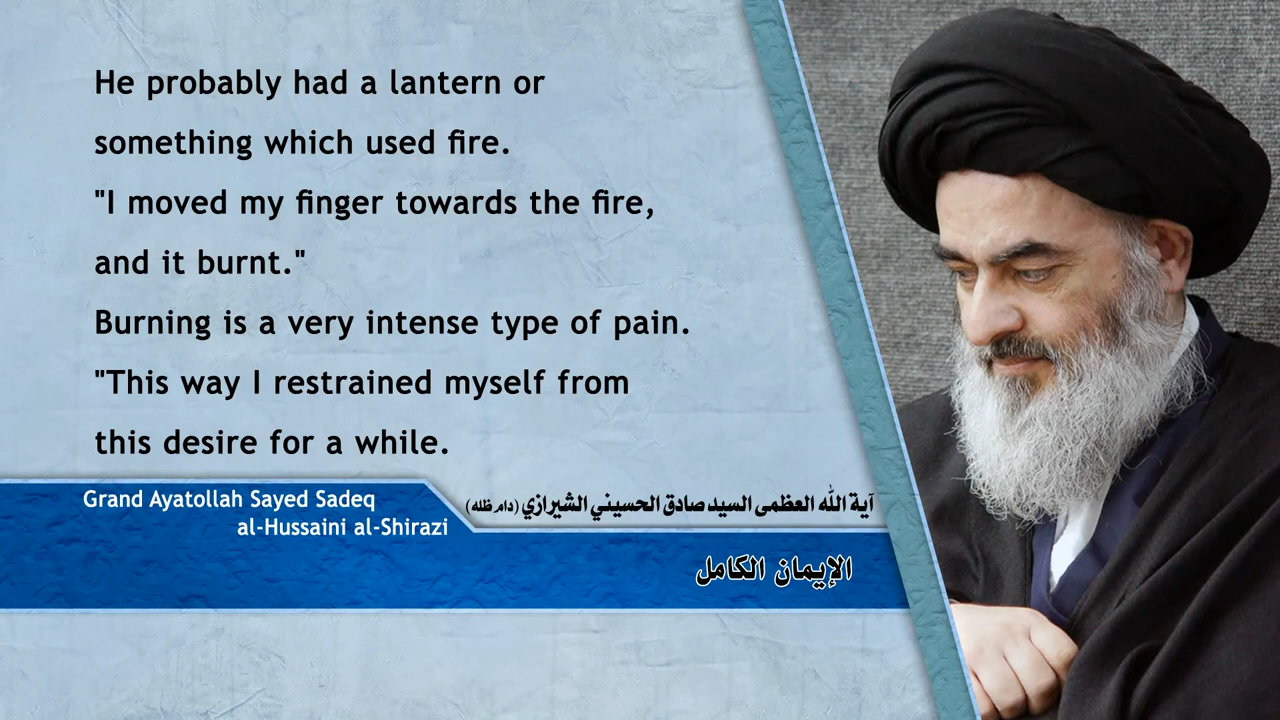 He probably had a lantern or
something which used fire.
"I moved my finger towards the fire,
and it burnt."
Burning is a very intense type of pain.
"This way I restrained myself from
this desire for a while.
Grand Ayatollah Sayed Sadeq
al-Hussaini al-Shirazi
آية الله العظمى السيد صادق الحسيني الشيرازي (دام ظله)
الإيمان الكامل